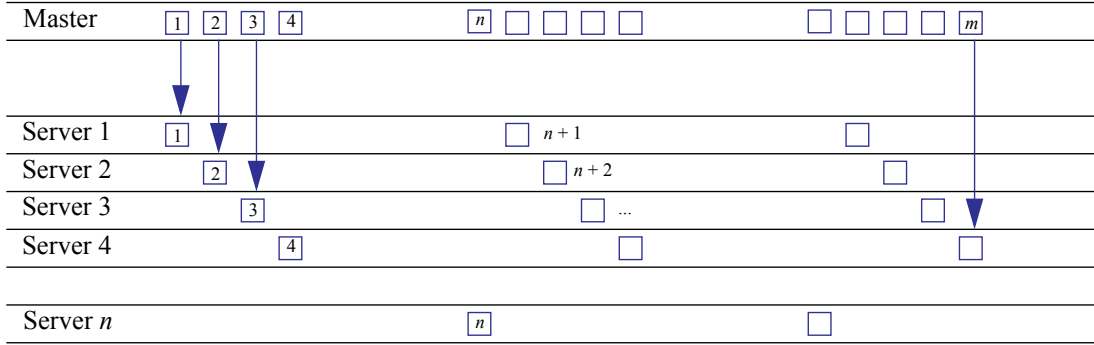 Master 1 2 3 4 n m
Server 1 1 n + 1
Server 2 2 n + 2
Server 3 3 ...
Server 4 4
Server n n